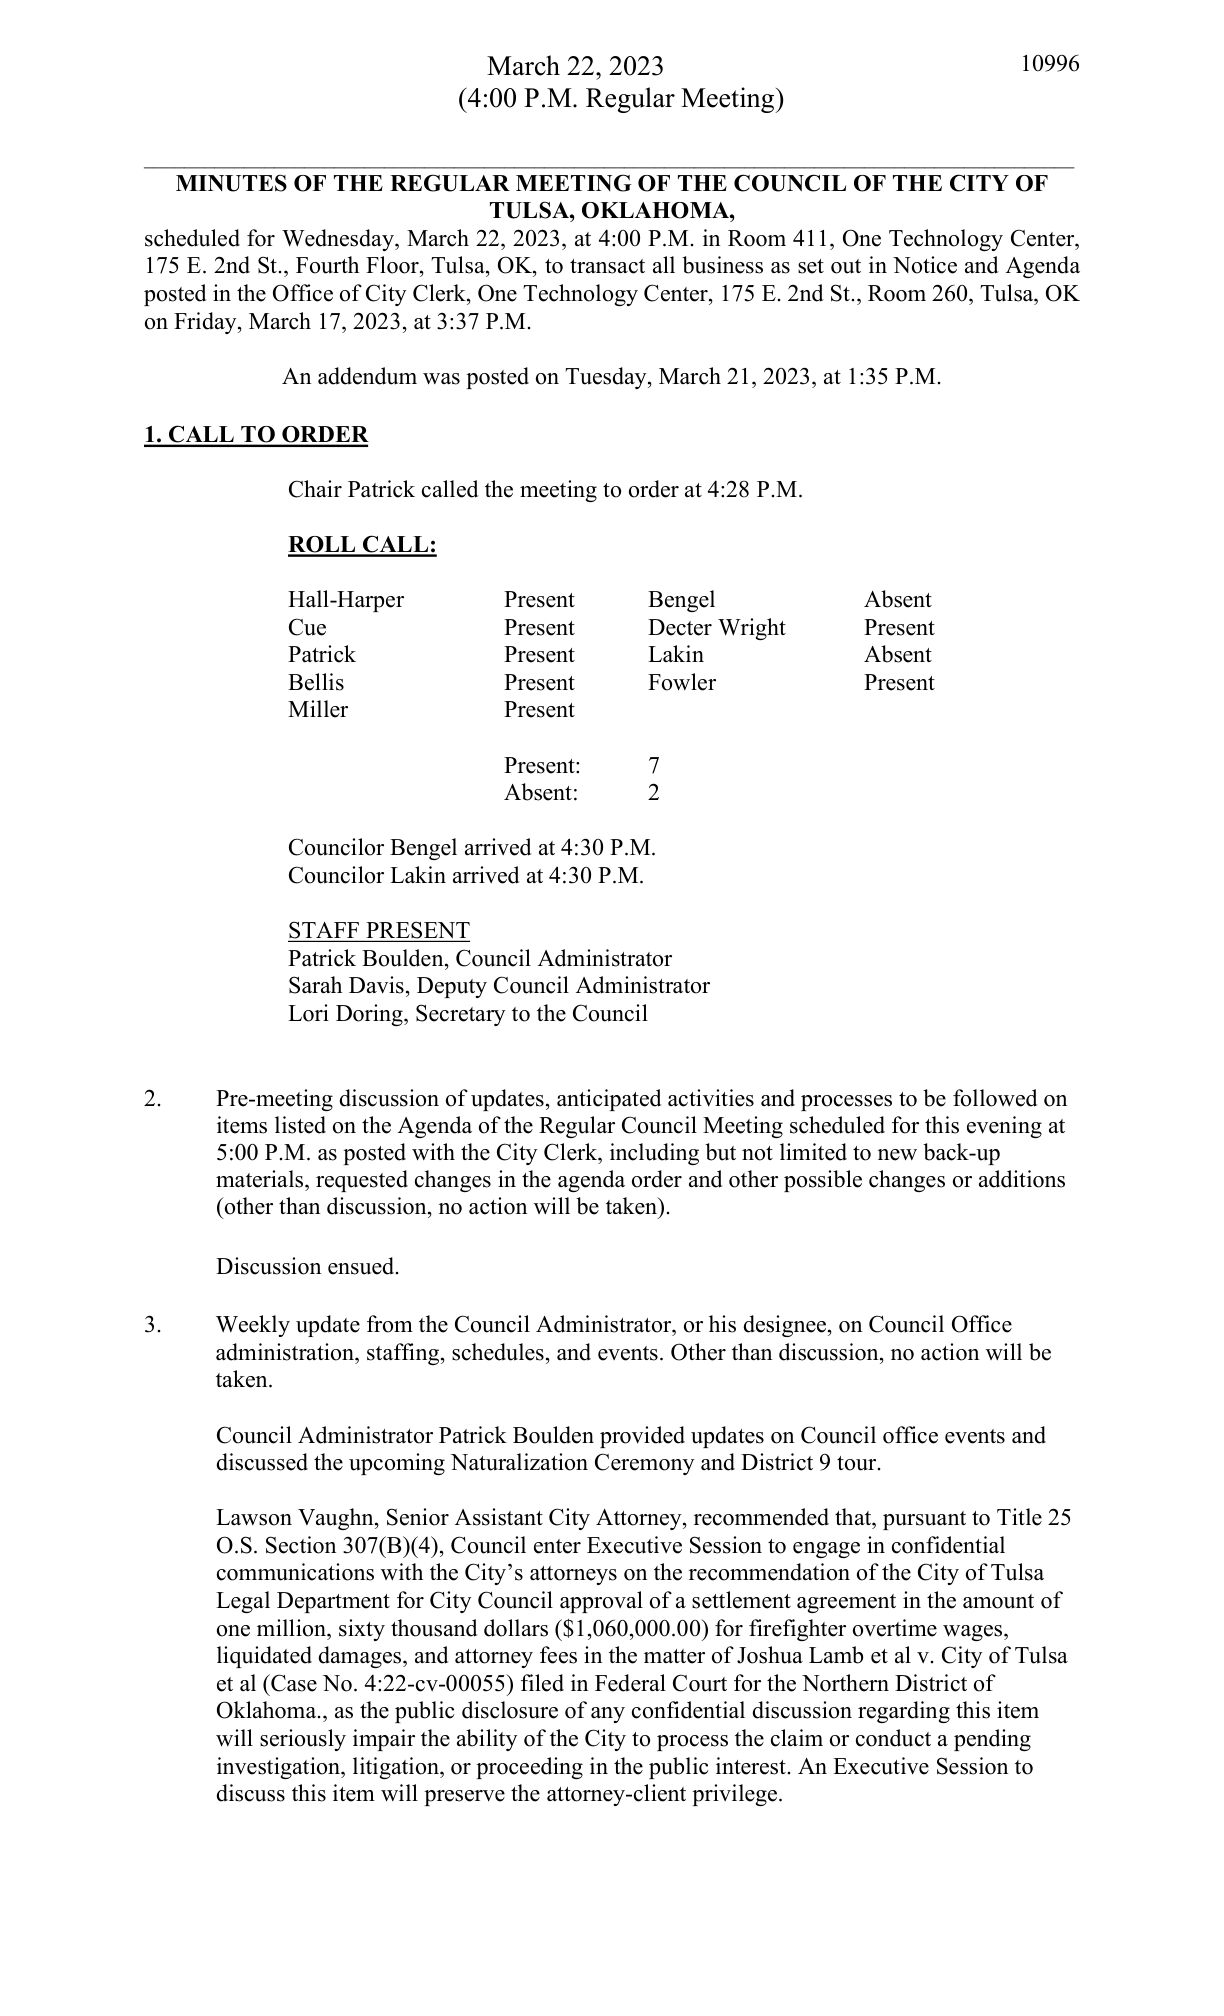 March 22, 2023 10996
(4:00 P.M. Regular Meeting)
MINUTES OF THE REGULAR MEETING OF THE COUNCIL OF THE CITY OF
TULSA, OKLAHOMA,
scheduled for Wednesday, March 22, 2023, at 4:00 P.M. in Room 411, One Technology Center,
175 E. 2nd St., Fourth Floor, Tulsa, OK, to transact all business as set out in Notice and Agenda
posted in the Office of City Clerk, One Technology Center, 175 E. 2nd St., Room 260, Tulsa, OK
on Friday, March 17, 2023, at 3:37 P.M.
An addendum was posted on Tuesday, March 21, 2023, at 1:35 P.M.
1. CALL TO ORDER
Chair Patrick called the meeting to order at 4:28 P.M.
ROLL CALL:
Hall-Harper Present Bengel Absent
Cue Present Decter Wright Present
Patrick Present Lakin Absent
Bellis Present Fowler Present
Miller Present
Present: 7
Absent: 2
Councilor Bengel arrived at 4:30 P.M.
Councilor Lakin arrived at 4:30 P.M.
STAFF PRESENT
Patrick Boulden, Council Administrator
Sarah Davis, Deputy Council Administrator
Lori Doring, Secretary to the Council
2. Pre-meeting discussion of updates, anticipated activities and processes to be followed on
items listed on the Agenda of the Regular Council Meeting scheduled for this evening at
5:00 P.M. as posted with the City Clerk, including but not limited to new back-up
materials, requested changes in the agenda order and other possible changes or additions
(other than discussion, no action will be taken).
Discussion ensued.
3. Weekly update from the Council Administrator, or his designee, on Council Office
administration, staffing, schedules, and events. Other than discussion, no action will be
taken.
Council Administrator Patrick Boulden provided updates on Council office events and
discussed the upcoming Naturalization Ceremony and District 9 tour.
Lawson Vaughn, Senior Assistant City Attorney, recommended that, pursuant to Title 25
O.S. Section 307(B)(4), Council enter Executive Session to engage in confidential
communications with the City’s attorneys on the recommendation of the City of Tulsa
Legal Department for City Council approval of a settlement agreement in the amount of
one million, sixty thousand dollars ($1,060,000.00) for firefighter overtime wages,
liquidated damages, and attorney fees in the matter of Joshua Lamb et al v. City of Tulsa
et al (Case No. 4:22-cv-00055) filed in Federal Court for the Northern District of
Oklahoma., as the public disclosure of any confidential discussion regarding this item
will seriously impair the ability of the City to process the claim or conduct a pending
investigation, litigation, or proceeding in the public interest. An Executive Session to
discuss this item will preserve the attorney-client privilege.